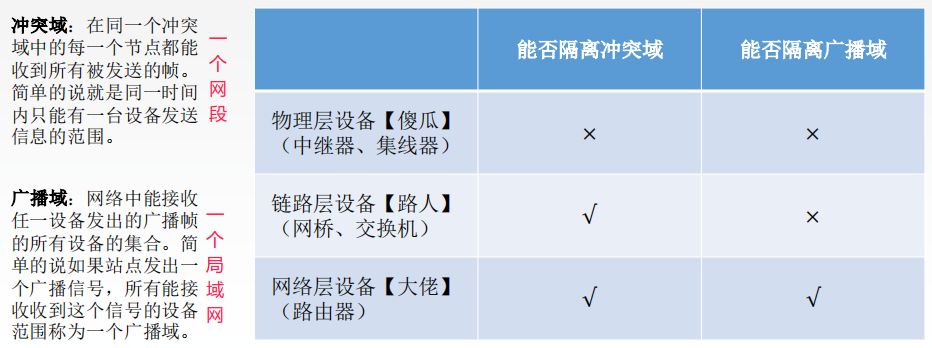 冲突域：在同一个冲突
域中的每一个节点都能
收到所有被发送的帧。
简单的说就是同一时间
内只能有一台设备发送
信息的范围。
一个网段
广播域：网络中能接收
任一设备发出的广播帧
的所有设备的集合。简
单的说如果站点发出一
个广播信号，所有能接
收收到这个信号的设备
范围称为一个广播域。
一个局域网
能否隔离冲突域
能否隔离广播域
物理层设备【傻瓜】
（中继器、集线器）
×
×
链路层设备【路人】
（网桥、交换机）
√
×
网络层设备【大佬】
（路由器）
√
√